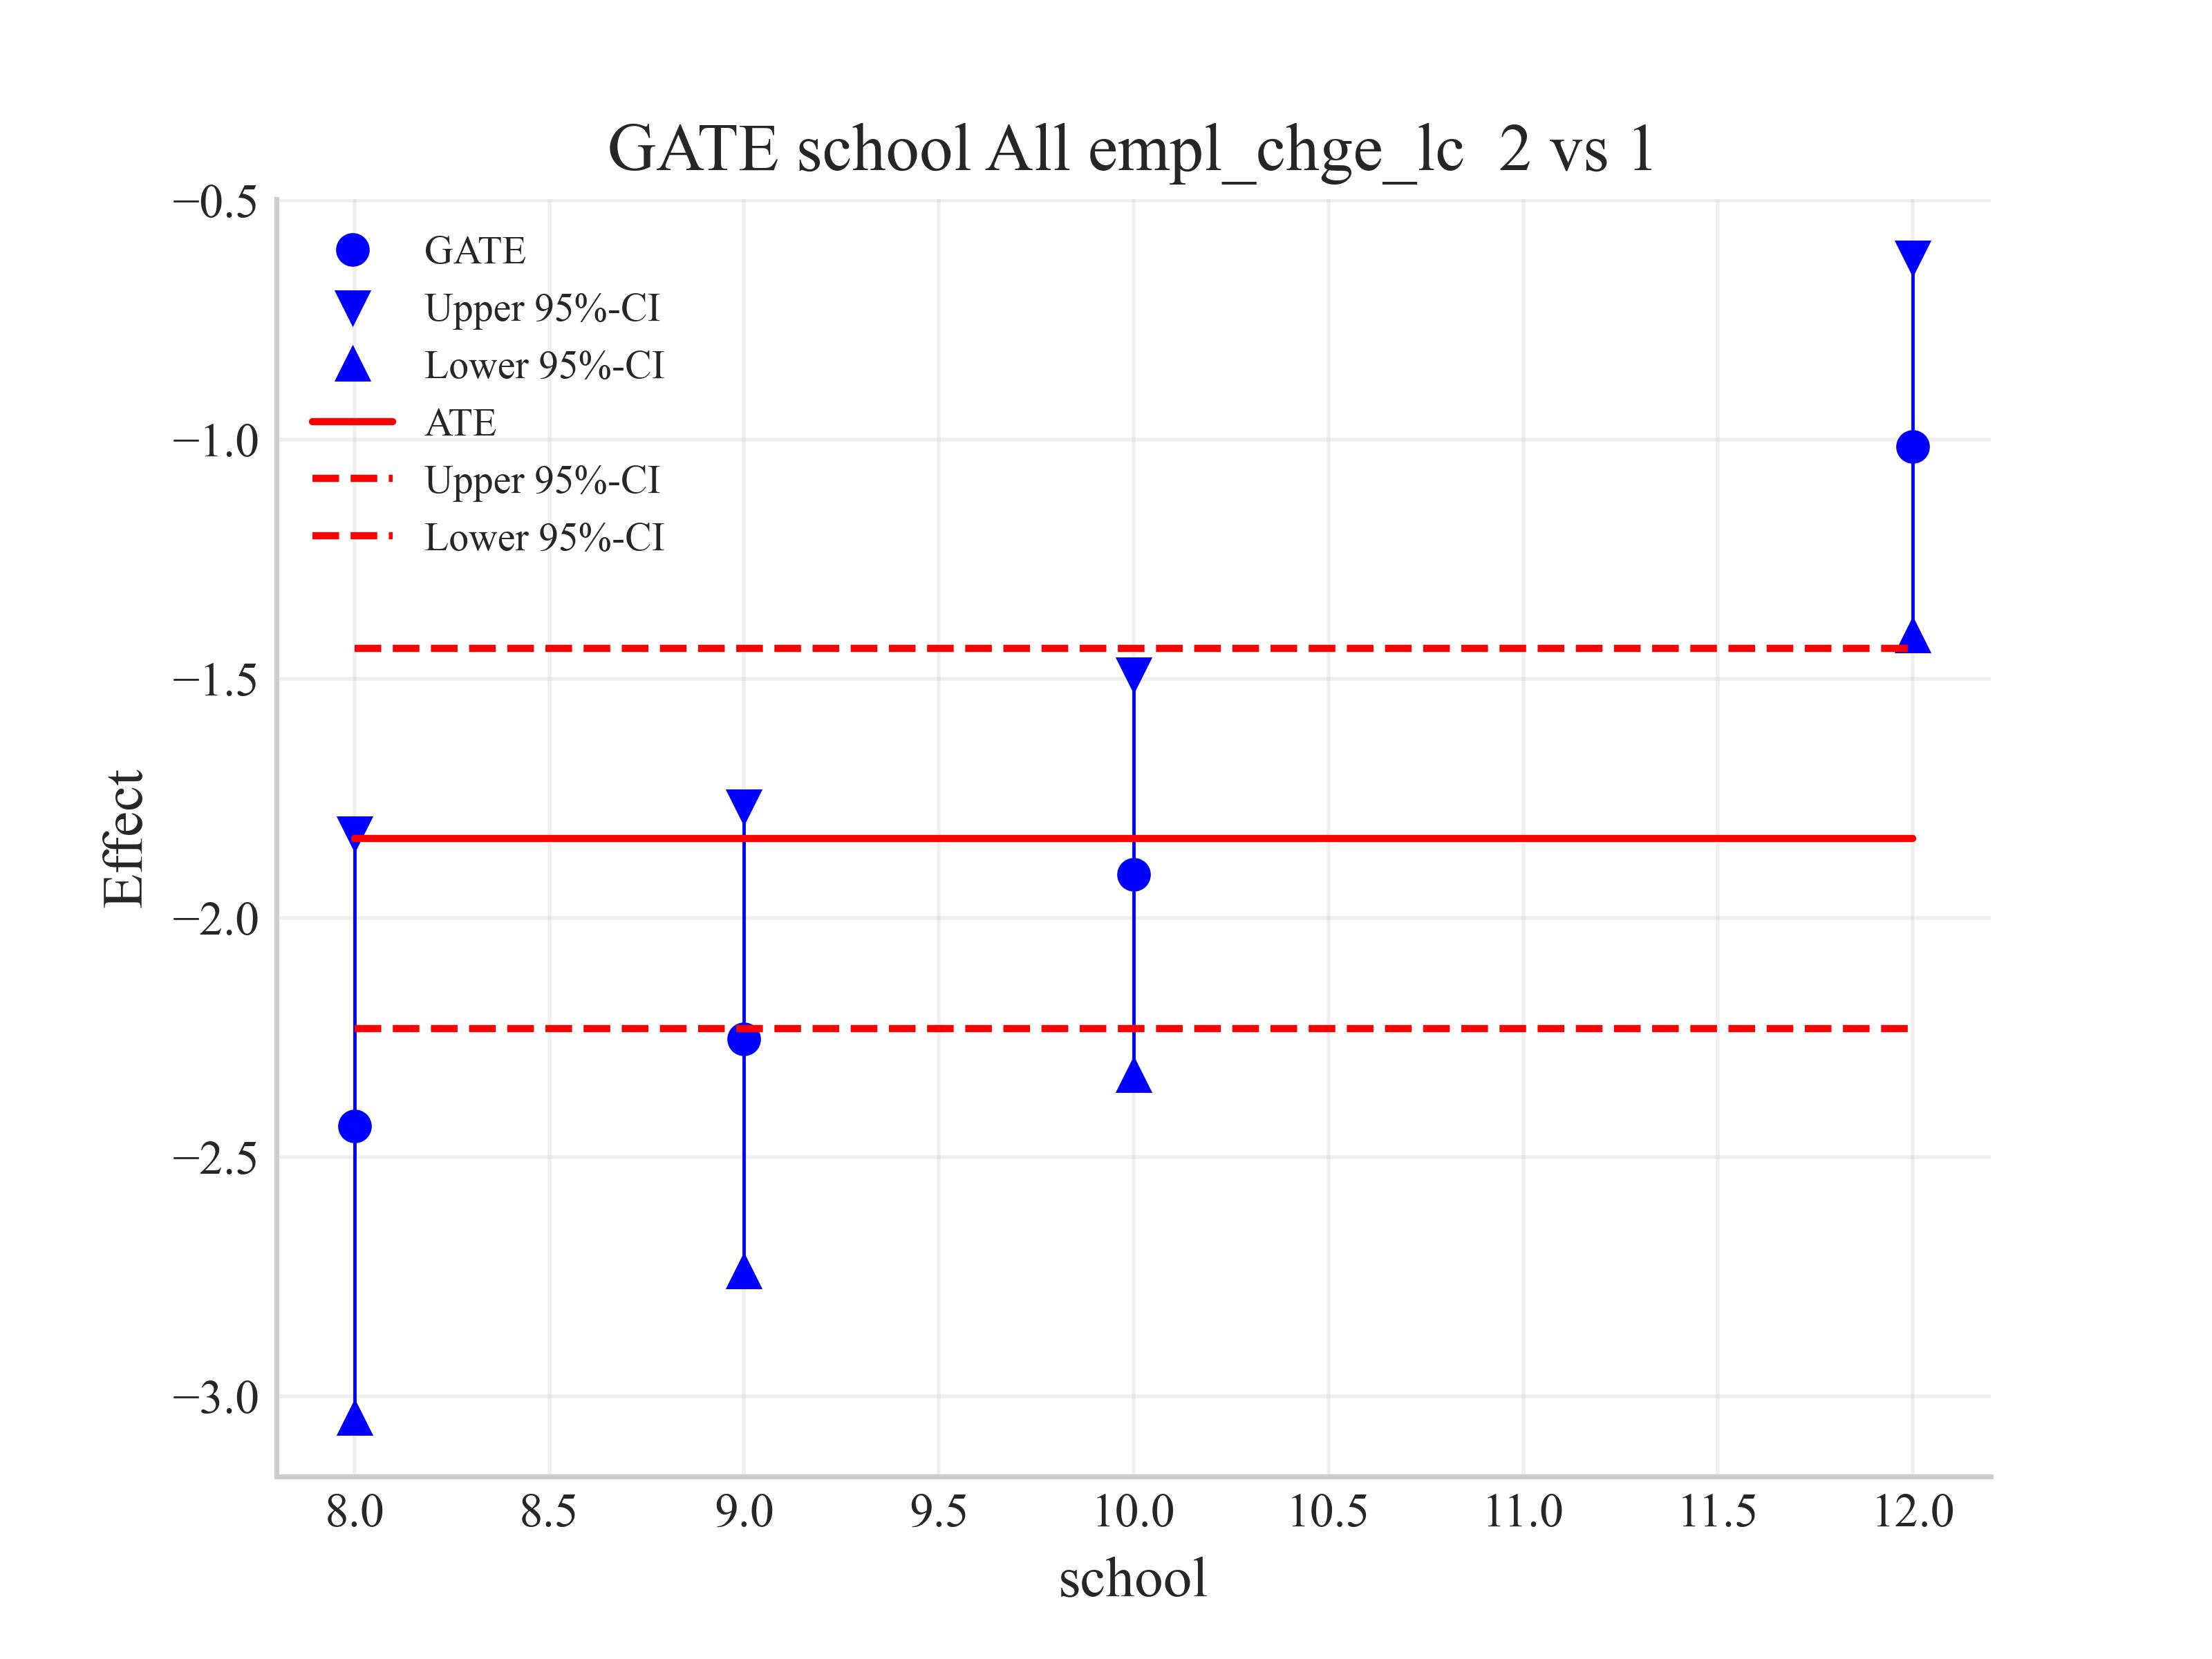 GATE school All empl_chge_lc  2 vs 1
−0.5
−1.0
−1.5
−2.0
−2.5
−3.0
Effect
GATE
Upper 95%-CI
Lower 95%-CI
ATE
Upper 95%-CI
Lower 95%-CI
8.0 8.5 9.0 9.5 10.0 10.5 11.0 11.5 12.0
school